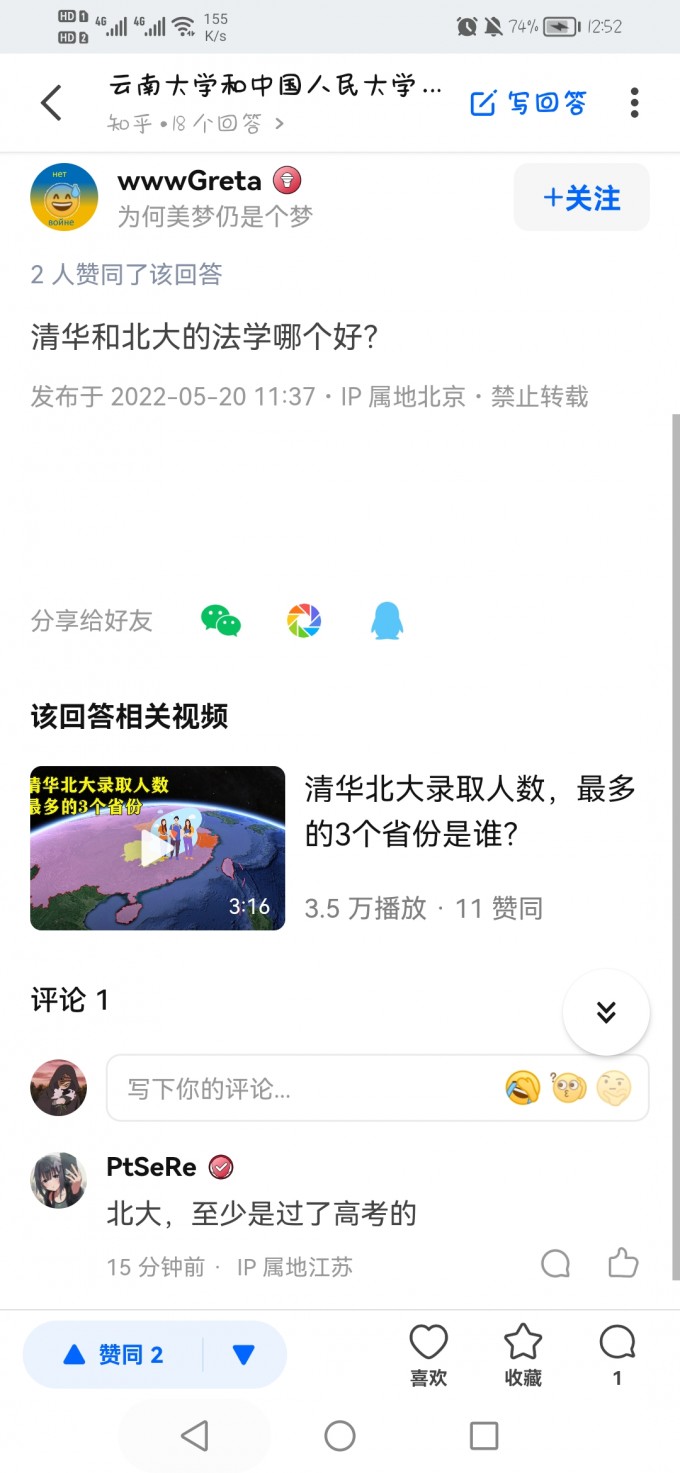 HD 1 4G 4G 155 K/s 74% 12:52
HD 2
云南大学和中国人民大学...
知乎•18 个回答 >
写回答
нет
войне
wwwGreta
为何美梦仍是个梦
+关注
2 人赞同了该回答
清华和北大的法学哪个好?
发布于 2022-05-20 11:37・IP 属地北京・禁止转载
分享给好友
该回答相关视频
清华北大录取人数
最多的3个省份
3:16
清华北大录取人数，最多
的3个省份是谁?
3.5 万播放 · 11 赞同
评论 1
写下你的评论...
PtSeRe
北大，至少是过了高考的
15 分钟前 · IP 属地江苏
赞同 2
喜欢
收藏
1